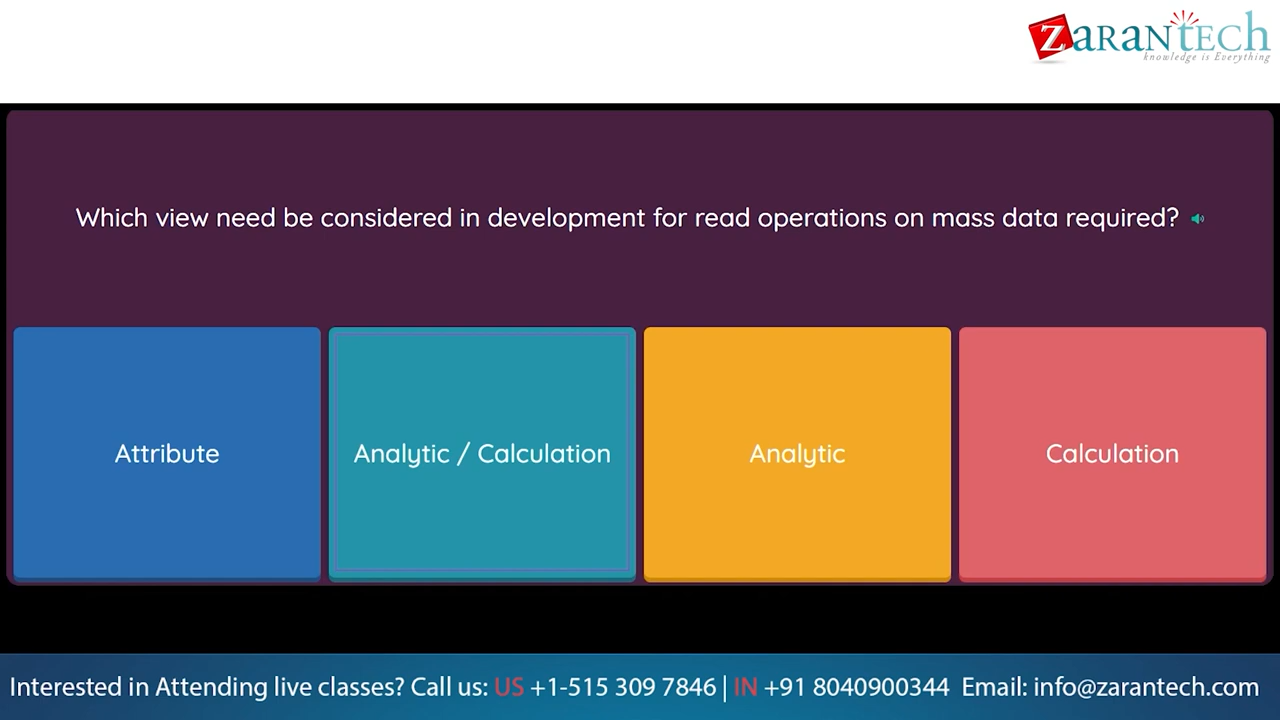 ZARANTECH
knowledge is Everything
Which view need be considered in development for read operations on mass data required?
Attribute
Analytic / Calculation
Analytic
Calculation
Interested in Attending live classes? Call us: US +1-515 309 7846 | IN +91 8040900344 Email: info@zarantech.com